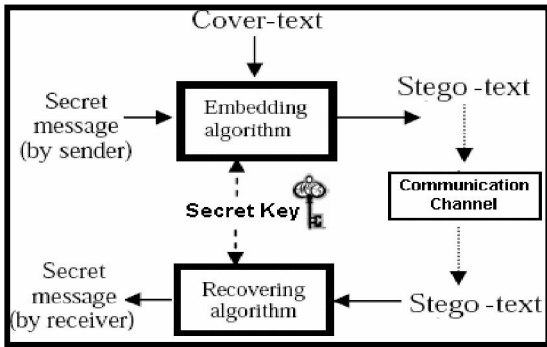 Cover-text
Secret
message
(by sender)
Embedding
algorithm
Stego -text
Communication
Channel
Secret Key
Secret
message
(by receiver)
Recovering
algorithm
Stego -text